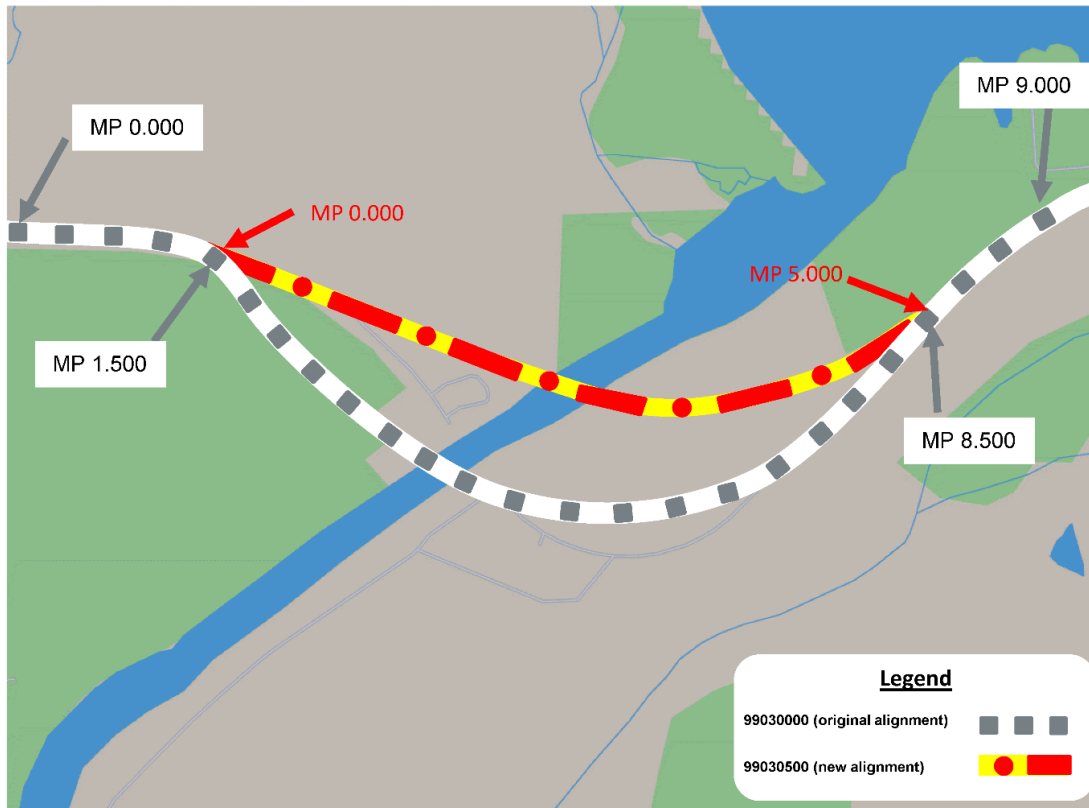 MP 9.000
MP 0.000
MP 0.000
MP 5.000
MP 1.500
MP 8.500
Legend
99030000 (original alignment)
99030500 (new alignment)